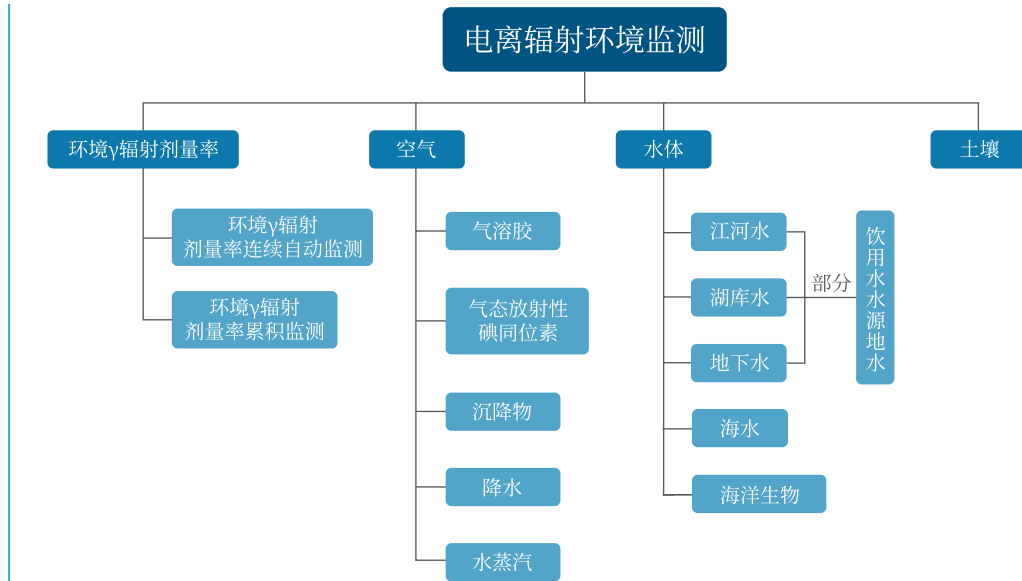 电离辐射环境监测
环境γ辐射剂量率
空气
水体
土壤
环境γ辐射
剂量率连续自动监测
环境γ辐射
剂量率累积监测
气溶胶
气态放射性
碘同位素
沉降物
降水
水蒸汽
江河水
湖库水
地下水
海水
海洋生物
部分
饮用水水源地水